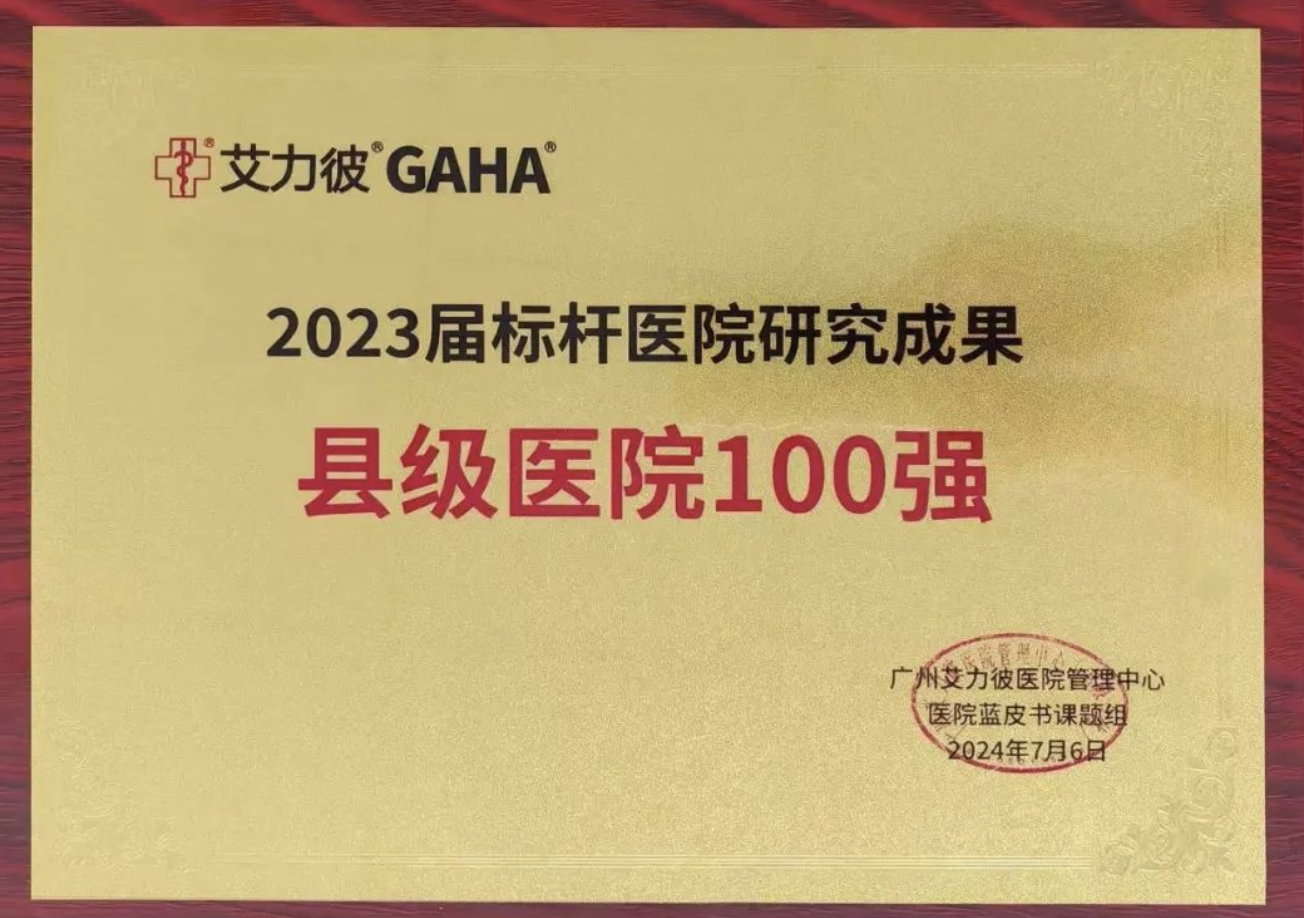 艾力彼® GAHA®
2023届标杆医院研究成果
县级医院100强
广州艾力彼医院管理中心
医院蓝皮书课题组
2024年7月6日